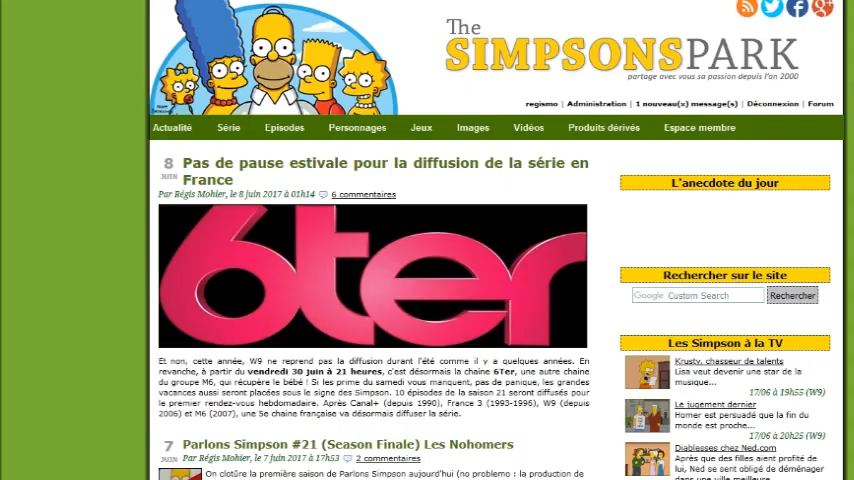 The
SIMPSONSPARK
partage avec vous sa passion depuis l'an 2000
regismo | Administration | 1 nouveau(x) message(s) | Déconnexion | Forum
Actualité Série Episodes Personnages Jeux Images Vidéos Produits dérivés Espace membre
8 JUIN
Pas de pause estivale pour la diffusion de la série en
France
Par Régis Mohier, le 8 juin 2017 à 01h14 6 commentaires
6ter
Et non, cette année, W9 ne reprend pas la diffusion durant l'été comme il y a quelques années. En
revanche, à partir du vendredi 30 juin à 21 heures, c'est désormais la chaine 6Ter, une autre chaine
du groupe M6, qui récupère le bébé ! Si les prime du samedi vous manquent, pas de panique, les grandes
vacances aussi seront placées sous le signe des Simpson. 10 épisodes de la saison 21 seront diffusés pour
le premier rendez-vous hebdomadaire. Après Canal+ (depuis 1990), France 3 (1993-1996), W9 (depuis
2006) et M6 (2007), une 5e chaine française va désormais diffuser la série.
7 JUIN
Parlons Simpson #21 (Season Finale) Les Nohomers
Par Régis Mohier, le 7 juin 2017 à 17h53 2 commentaires
On clotûre la première saison de Parlons Simpson aujourd'hui (no problemo : la production de
L'anecdote du jour
Rechercher sur le site
Google Custom Search Rechercher
Les Simpson à la TV
Krusty, chasseur de talents
Lisa veut devenir une star de la
musique...
17/06 à 19h55 (W9)
Le jugement dernier
Homer est persuadé que la fin du
monde est proche...
17/06 à 20h25 (W9)
Diablesses chez Ned.com
Après que des filles aient profité de
lui, Ned se sent obligé de déménager
dans une ville meilleure